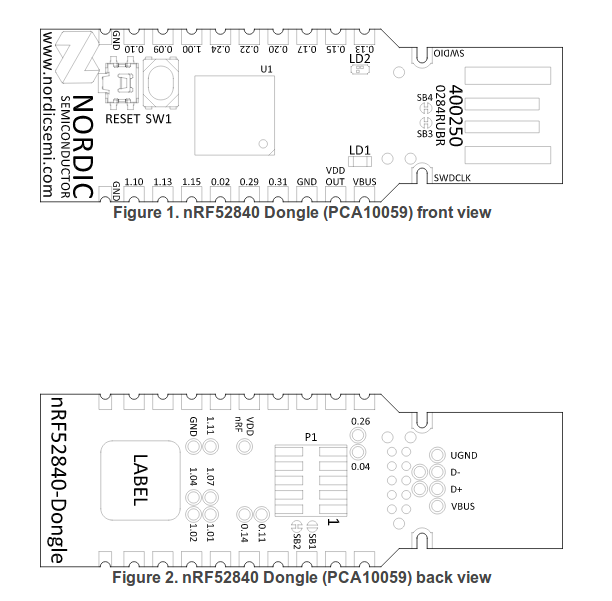 GND 0.10 0.09 1.00 0.24 0.22 0.20 0.17 0.15 0.13
www.nordicsemi.com
NORDIC
SEMICONDUCTOR
RESET SW1
U1
LD2
LD1
SWDIO
SB4
SB3
400250
0284RUBR
SWDCLK
GND 1.10 1.13 1.15 0.02 0.29 0.31 GND VDD OUT VBUS
Figure 1. nRF52840 Dongle (PCA10059) front view
nRF52840-Dongle
LABEL
GND 1.11
nRF VDD
P1
0.26
0.04
1.04 1.07
1.02 1.01
0.14 0.11
SB2 SB1
1
UGND
D-
D+
VBUS
Figure 2. nRF52840 Dongle (PCA10059) back view